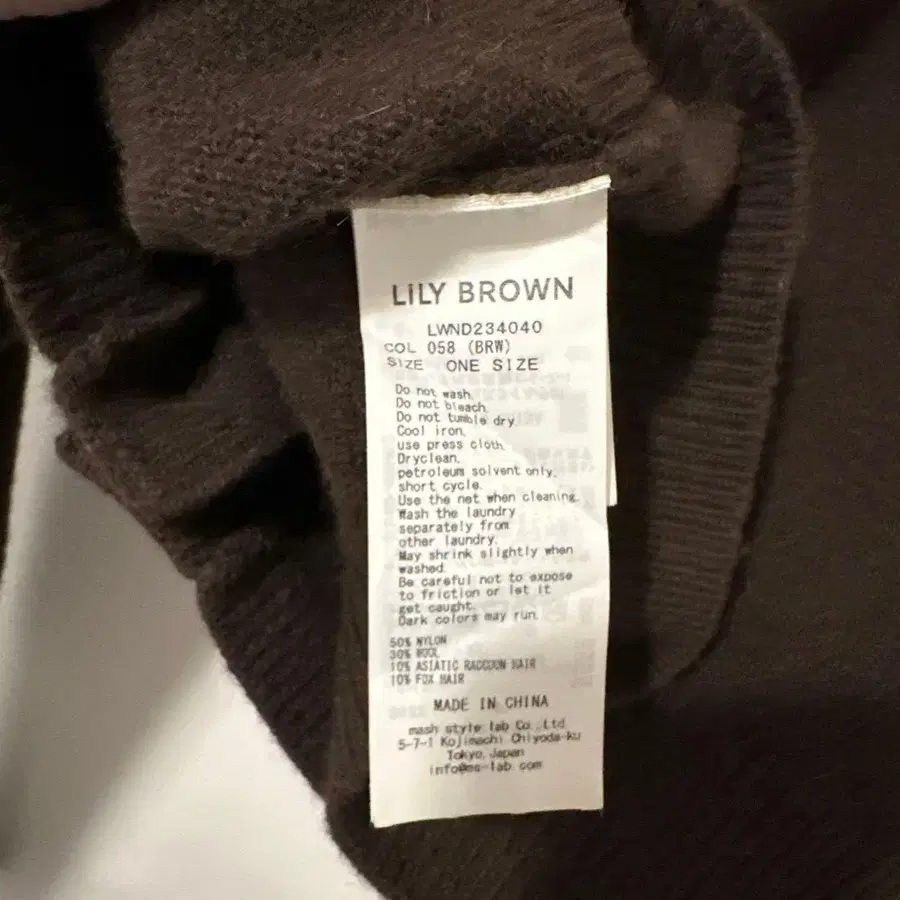 LiLY BROWN
LWND234040
COL 058 (BRW)
SIZE ONE SIZE
Do not wash.
Do not bleach.
Do not tumble dry
Cool iron.
use press cloth.
Dryclean.
petroleum solvent only.
short cycle.
Use the net when cleaning.
Wash the laundry
separately from
other laundry.
May shrink slightly when
washed.
Be careful not to expose
to friction or let it
get caught.
Dark colors may run.
50% NYLON
30% WOOL
10% ASIATIC RACCOON HAIR
10% FOX HAIR
MADE IN CHINA
mash style lab Co.,Ltd.
5-7-1 Kojimachi Chiyoda-ku
Tokyo,Japan
info@ms-lab.com